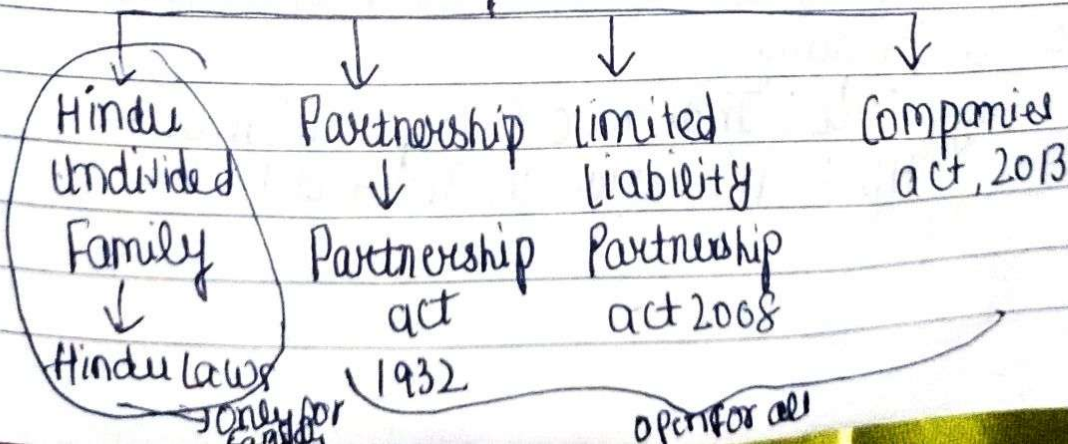 Hindu
Undivided
Family
↓
Hindu Laws
only for
family
Partnership
↓
Partnership
act
1932
Limited
Liability
Partnership
act 2008
Companies
act, 2013
open for all